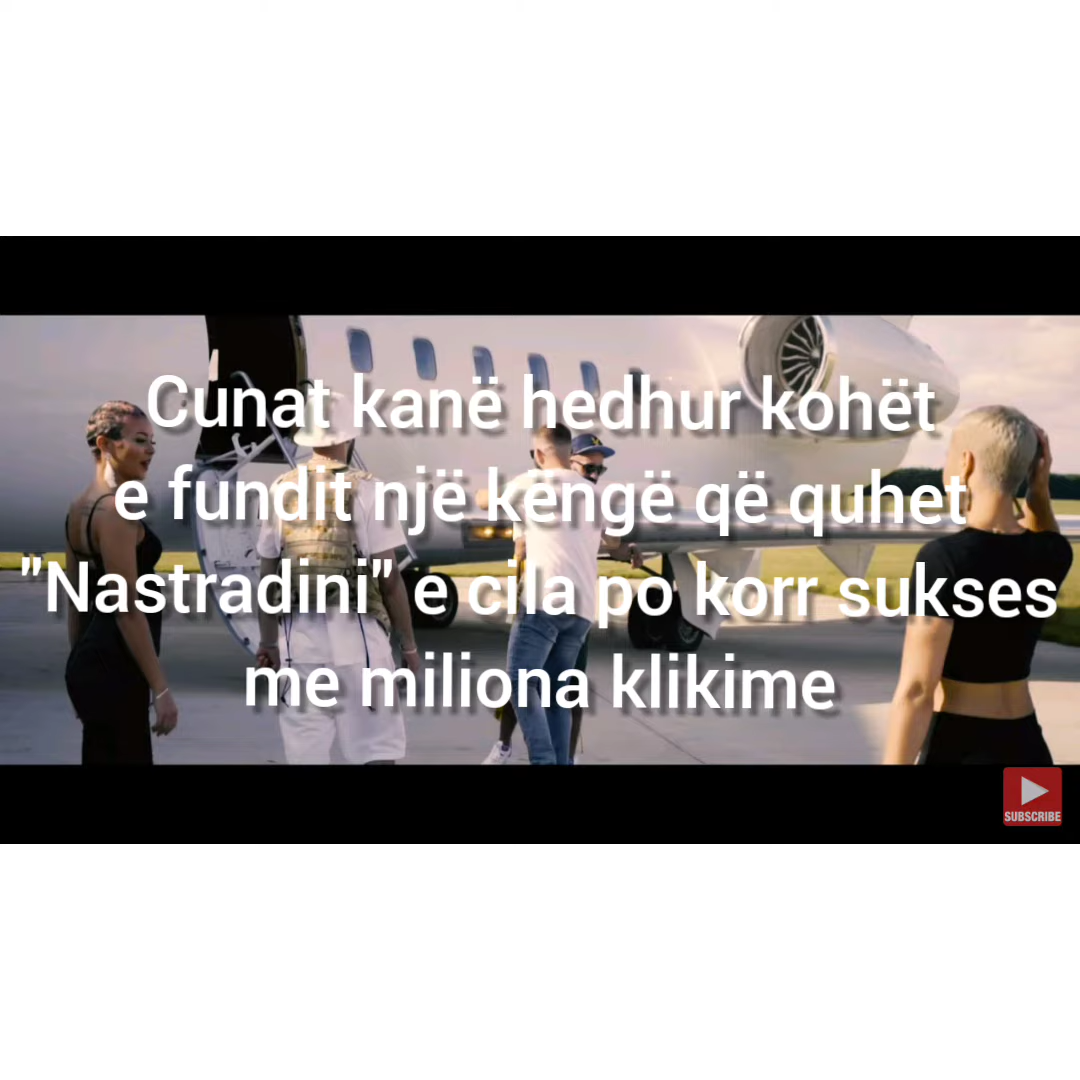 Cunat kanë hedhur kohët
e fundit një këngë që quhet
"Nastradini" e cila po korr sukses
me miliona klikime
SUBSCRIBE